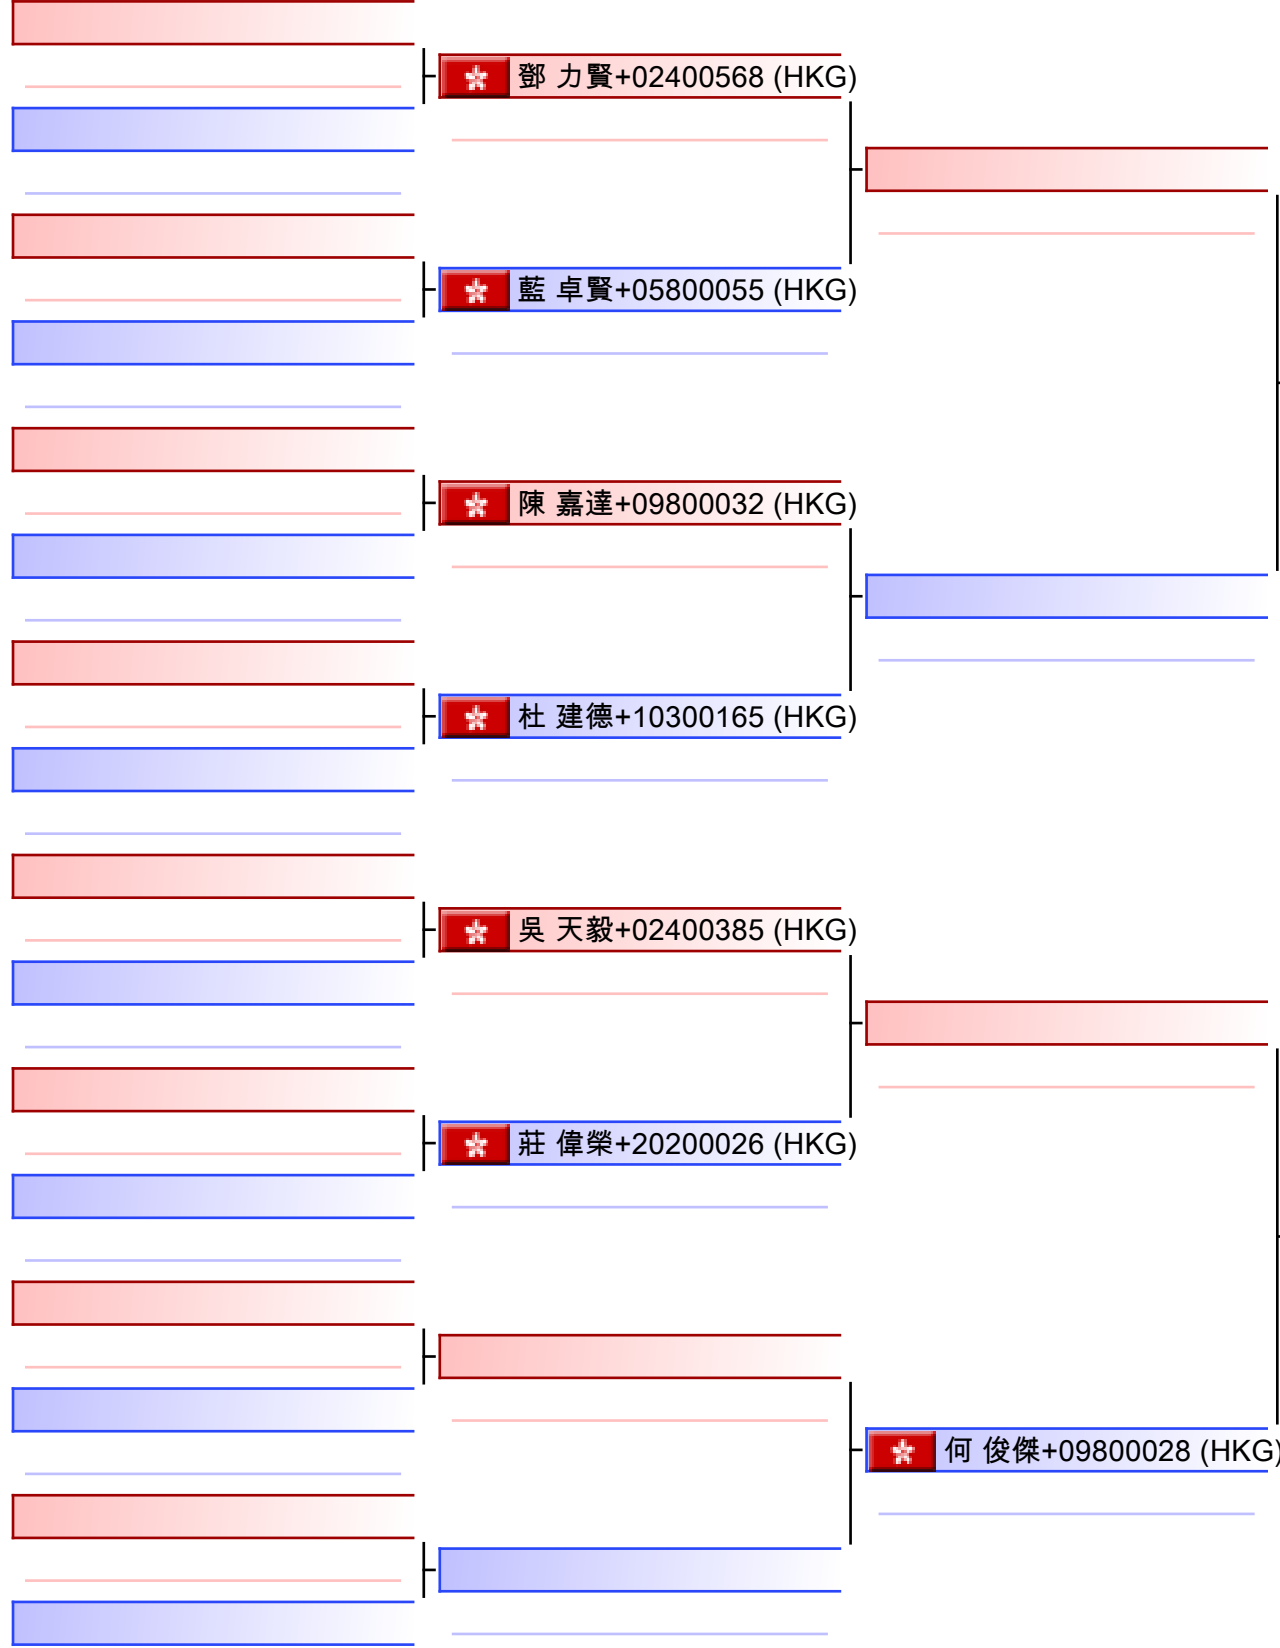 鄧 力賢+02400568 (HKG)
藍 卓賢+05800055 (HKG)
陳 嘉達+09800032 (HKG)
杜 建德+10300165 (HKG)
吳 天毅+02400385 (HKG)
莊 偉榮+20200026 (HKG)
何 俊傑+09800028 (HKG)